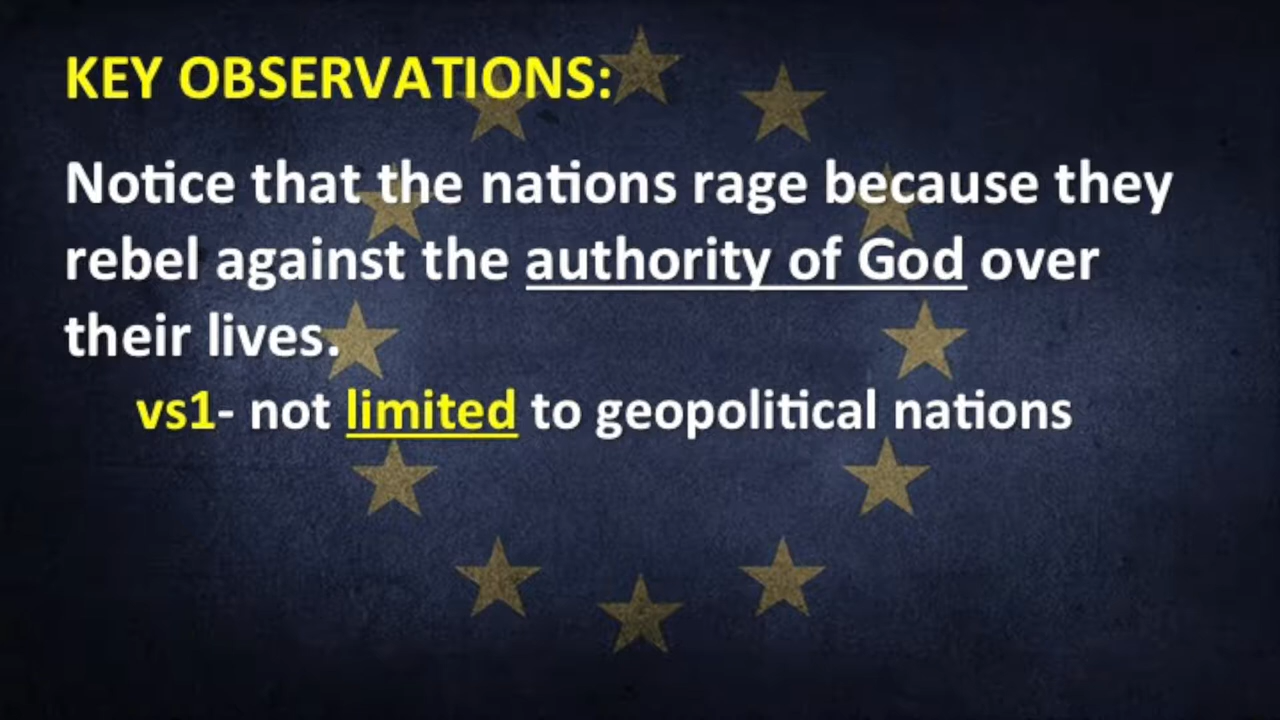 KEY OBSERVATIONS:
Notice that the nations rage because they
rebel against the authority of God over
their lives.
vs1- not limited to geopolitical nations